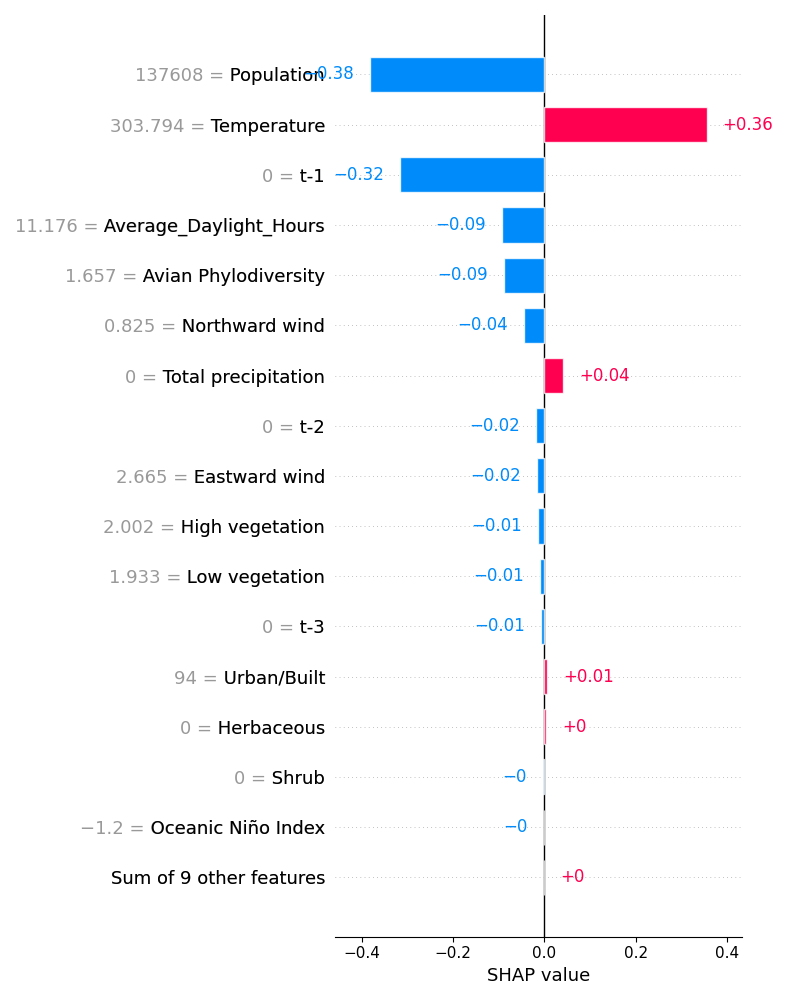 137608 = Population −0.38
303.794 = Temperature +0.36
0 = t-1 −0.32
11.176 = Average_Daylight_Hours −0.09
1.657 = Avian Phylodiversity −0.09
0.825 = Northward wind −0.04
0 = Total precipitation +0.04
0 = t-2 −0.02
2.665 = Eastward wind −0.02
2.002 = High vegetation −0.01
1.933 = Low vegetation −0.01
0 = t-3 −0.01
94 = Urban/Built +0.01
0 = Herbaceous +0
0 = Shrub −0
−1.2 = Oceanic Niño Index −0
Sum of 9 other features +0
−0.4 −0.2 0.0 0.2 0.4
SHAP value